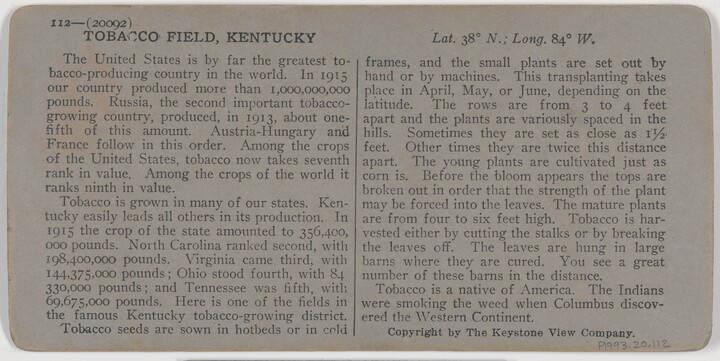 112—(20092)
TOBACCO FIELD, KENTUCKY
Lat. 38° N.; Long. 84° W.
The United States is by far the greatest to-
bacco-producing country in the world. In 1915
our country produced more than 1,000,000,000
pounds. Russia, the second important tobacco-
growing country, produced, in 1913, about one-
fifth of this amount. Austria-Hungary and
France follow in this order. Among the crops
of the United States, tobacco now takes seventh
rank in value. Among the crops of the world it
ranks ninth in value.
Tobacco is grown in many of our states. Ken-
tucky easily leads all others in its production. In
1915 the crop of the state amounted to 356,400,
000 pounds. North Carolina ranked second, with
198,400,000 pounds. Virginia came third, with
144,375,000 pounds; Ohio stood fourth, with 84
330,000 pounds; and Tennessee was fifth, with
69,675,000 pounds. Here is one of the fields in
the famous Kentucky tobacco-growing district.
Tobacco seeds are sown in hotbeds or in cold
frames, and the small plants are set out by
hand or by machines. This transplanting takes
place in April, May, or June, depending on the
latitude. The rows are from 3 to 4 feet
apart and the plants are variously spaced in the
hills. Sometimes they are set as close as 1½
feet. Other times they are twice this distance
apart. The young plants are cultivated just as
corn is. Before the bloom appears the tops are
broken out in order that the strength of the plant
may be forced into the leaves. The mature plants
are from four to six feet high. Tobacco is har-
vested either by cutting the stalks or by breaking
the leaves off. The leaves are hung in large
barns where they are cured. You see a great
number of these barns in the distance.
Tobacco is a native of America. The Indians
were smoking the weed when Columbus discov-
ered the Western Continent.
Copyright by The Keystone View Company.
P1993.20.112